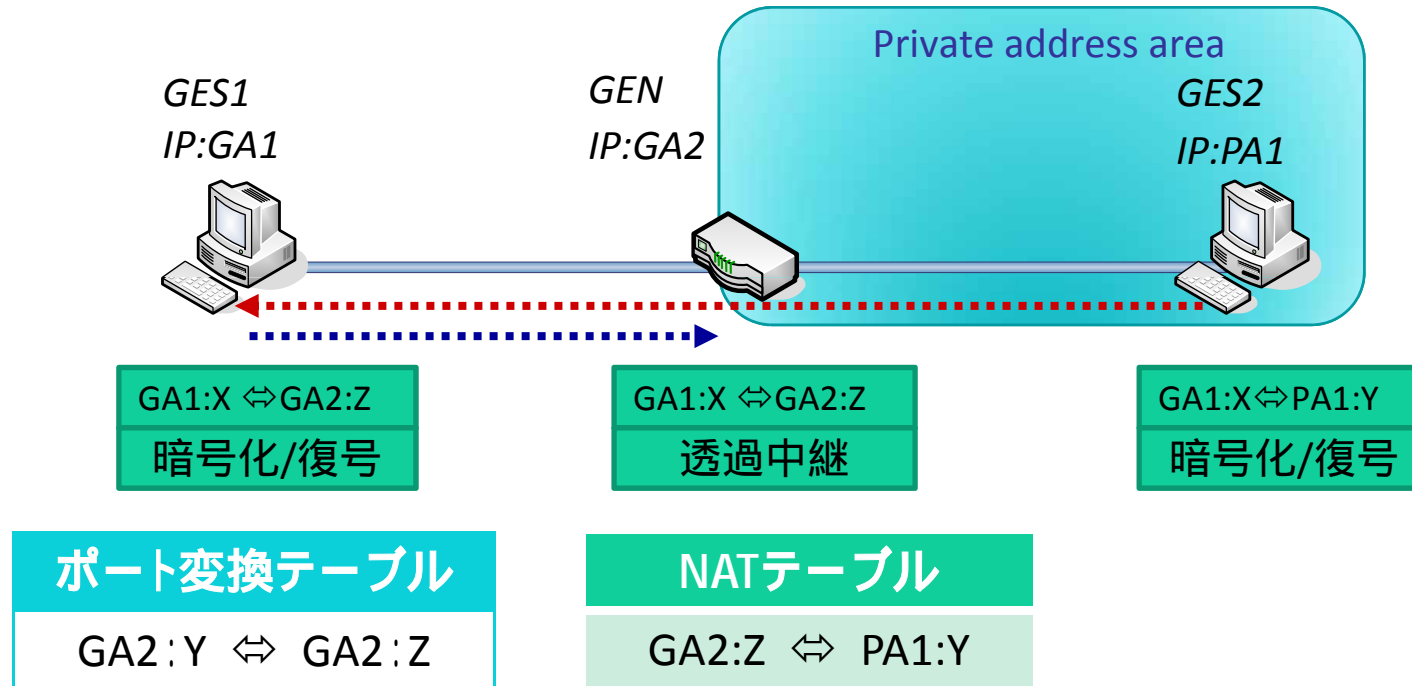 Private address area
GES1
IP:GA1
GEN
IP:GA2
GES2
IP:PA1
GA1:X ⇔GA2:Z
暗号化/復号
GA1:X ⇔GA2:Z
透過中継
GA1:X⇔PA1:Y
暗号化/復号
ポート変換テーブル
GA2:Y ⇔ GA2:Z
NATテーブル
GA2:Z ⇔ PA1:Y